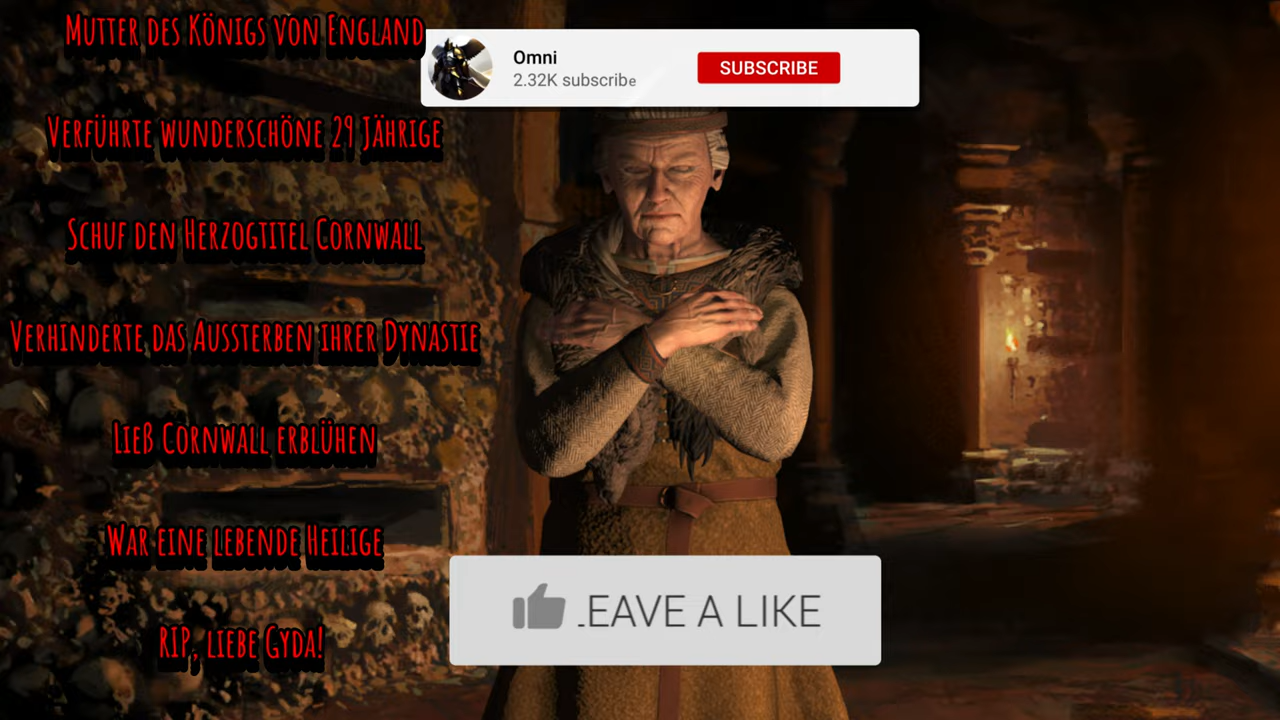 Mutter des Königs von England
Omni
2.32K subscribe
SUBSCRIBE
Verführte wunderschöne 29 Jährige
Schuf den Herzogtitel Cornwall
Verhinderte das Aussterben ihrer Dynastie
Ließ Cornwall erblühen
War eine lebende Heilige
.EAVE A LIKE
RIP, liebe Gyda!